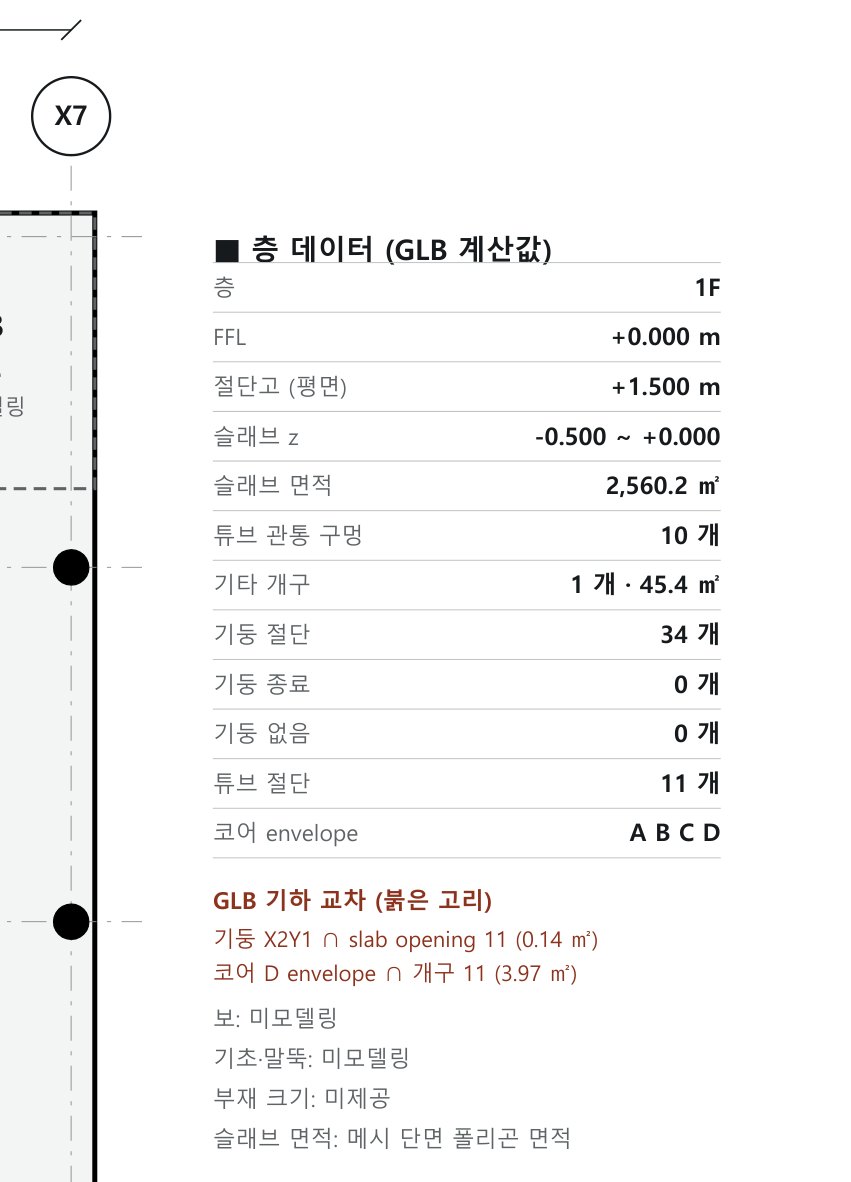 X7
■ 층 데이터 (GLB 계산값)
층 1F
FFL +0.000 m
절단고 (평면) +1.500 m
슬래브 z -0.500 ~ +0.000
슬래브 면적 2,560.2 ㎡
튜브 관통 구멍 10 개
기타 개구 1 개 · 45.4 ㎡
기둥 절단 34 개
기둥 종료 0 개
기둥 없음 0 개
튜브 절단 11 개
코어 envelope A B C D
GLB 기하 교차 (붉은 고리)
기둥 X2Y1 ∩ slab opening 11 (0.14 ㎡)
코어 D envelope ∩ 개구 11 (3.97 ㎡)
보: 미모델링
기초·말뚝: 미모델링
부재 크기: 미제공
슬래브 면적: 메시 단면 폴리곤 면적